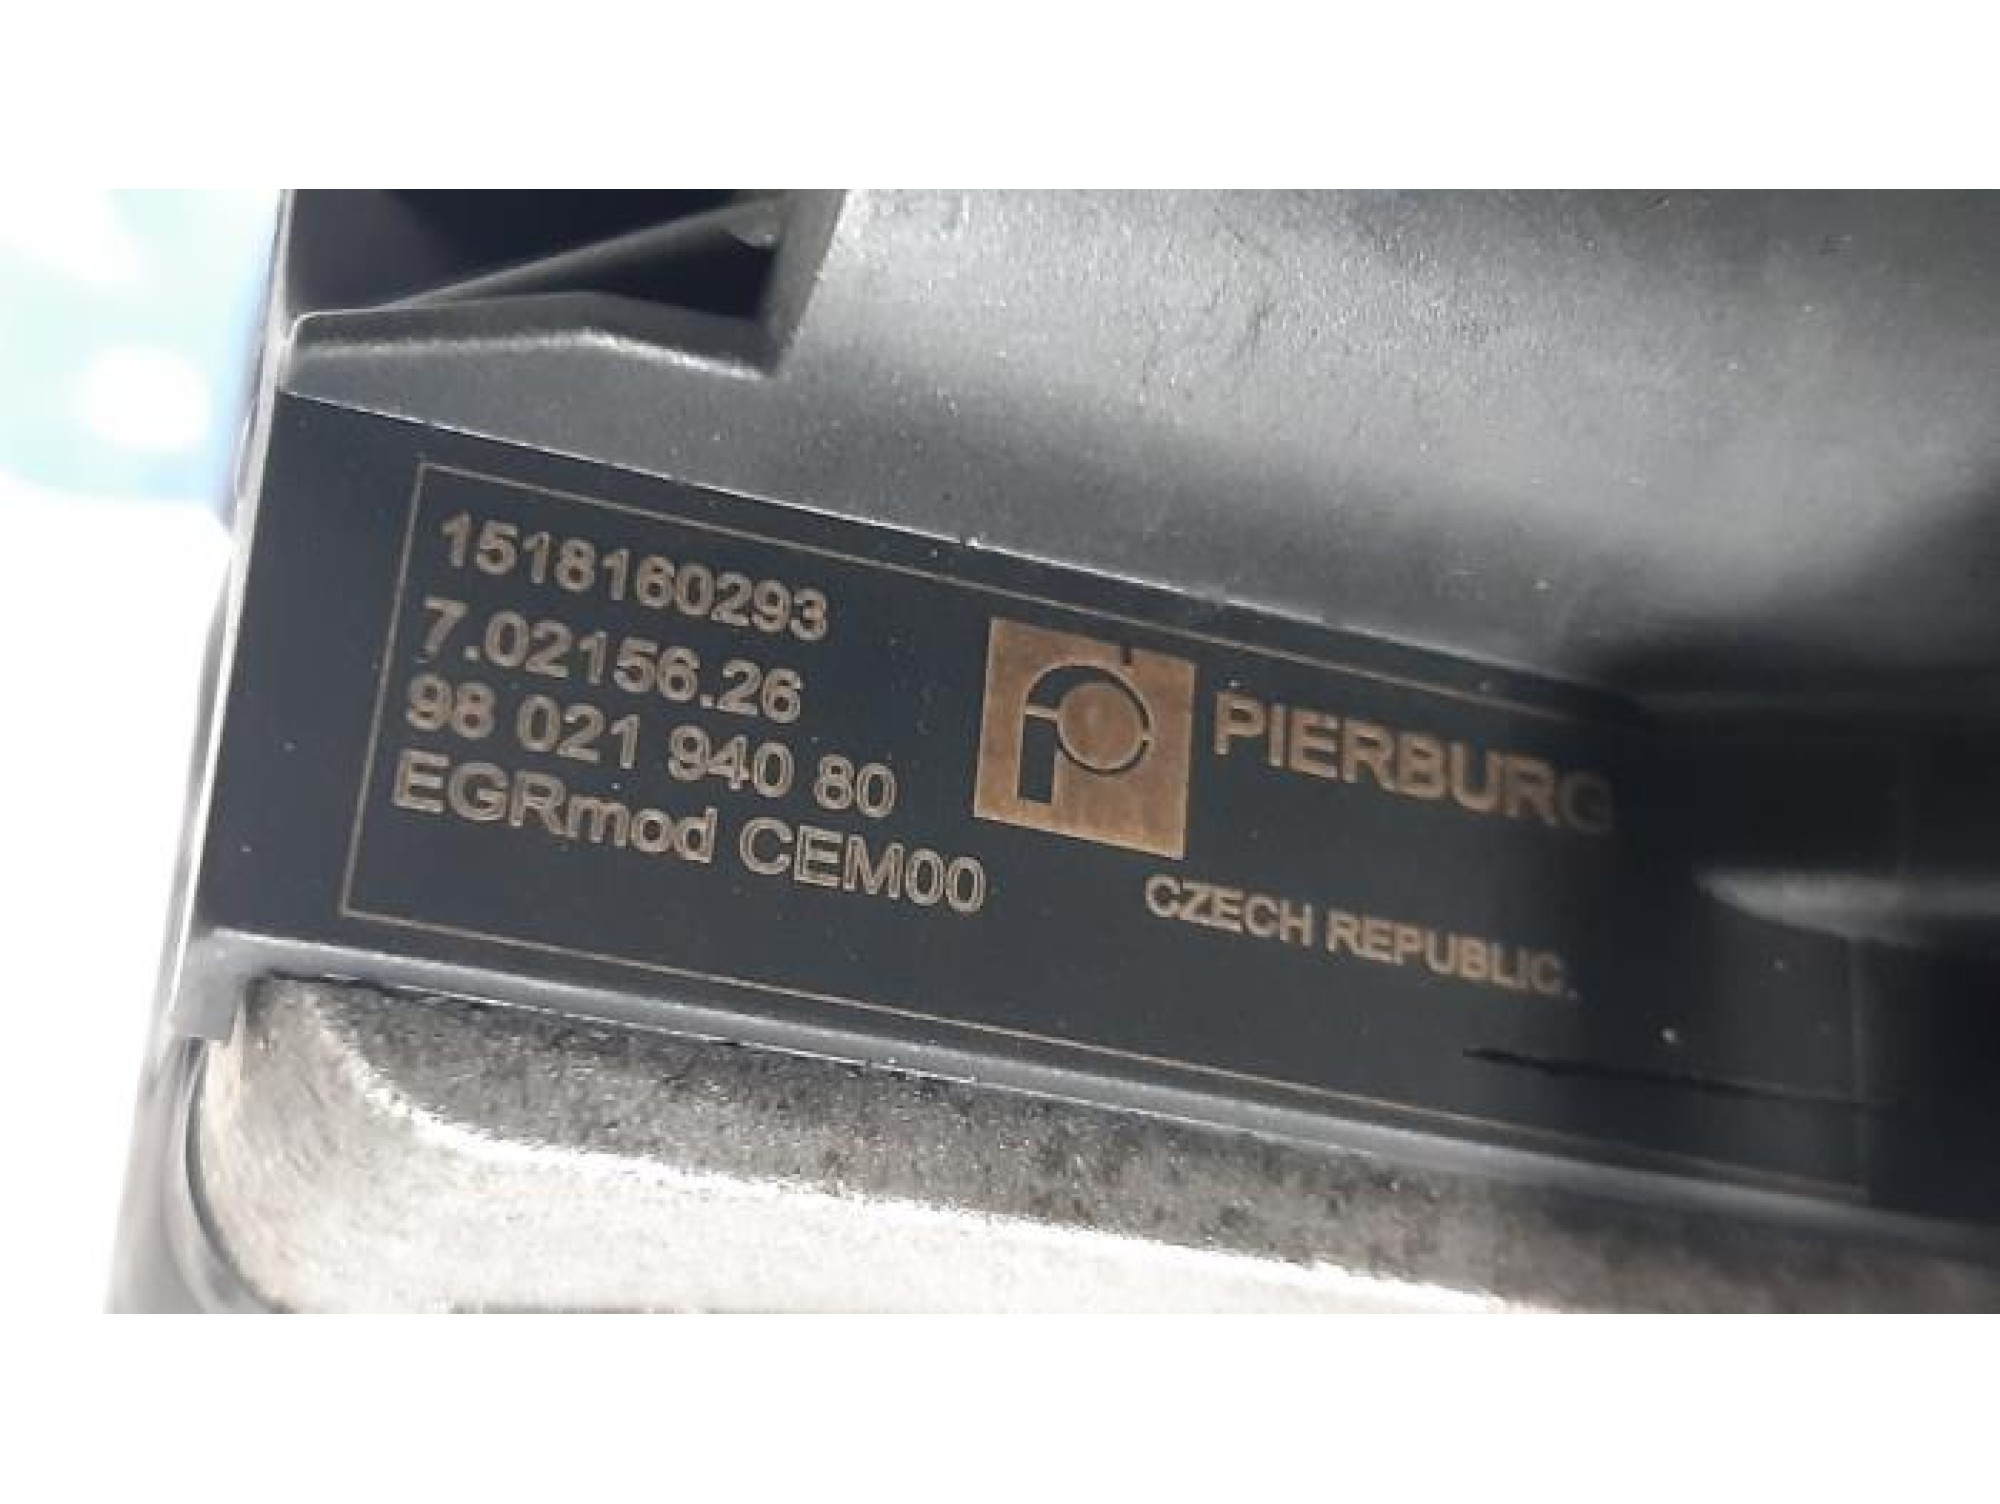 1518160293
7.02156.26
98 021 940 80
EGRmod CEM00
PIERBURG
CZECH REPUBLIC.